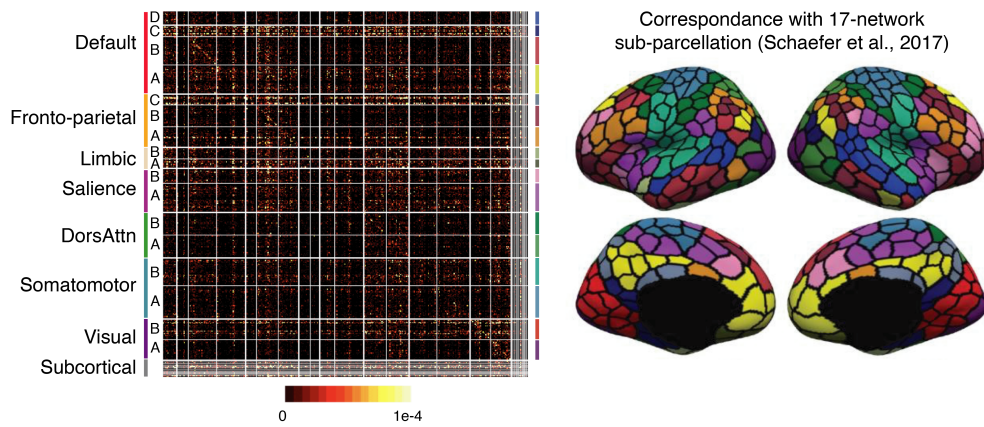 Correspondance with 17-network
sub-parcellation (Schaefer et al., 2017)
Default
D
C
B
A
Fronto-parietal
C
B
A
Limbic
B
A
Salience
B
A
DorsAttn
B
A
Somatomotor
B
A
Visual
B
A
Subcortical
0
1e-4